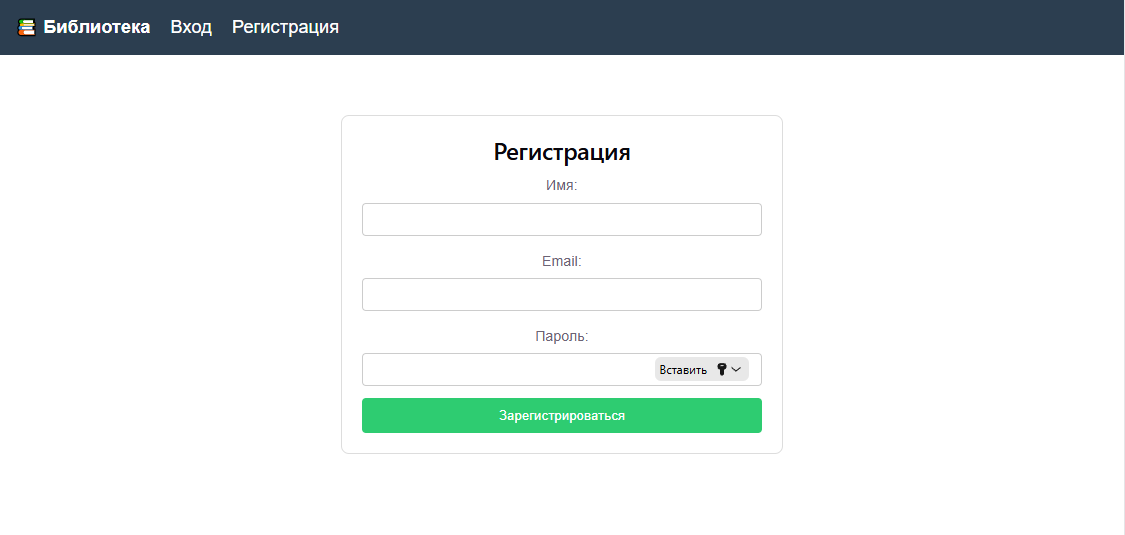 Библиотека Вход Регистрация
Регистрация
Имя:
Email:
Пароль:
Вставить
Зарегистрироваться